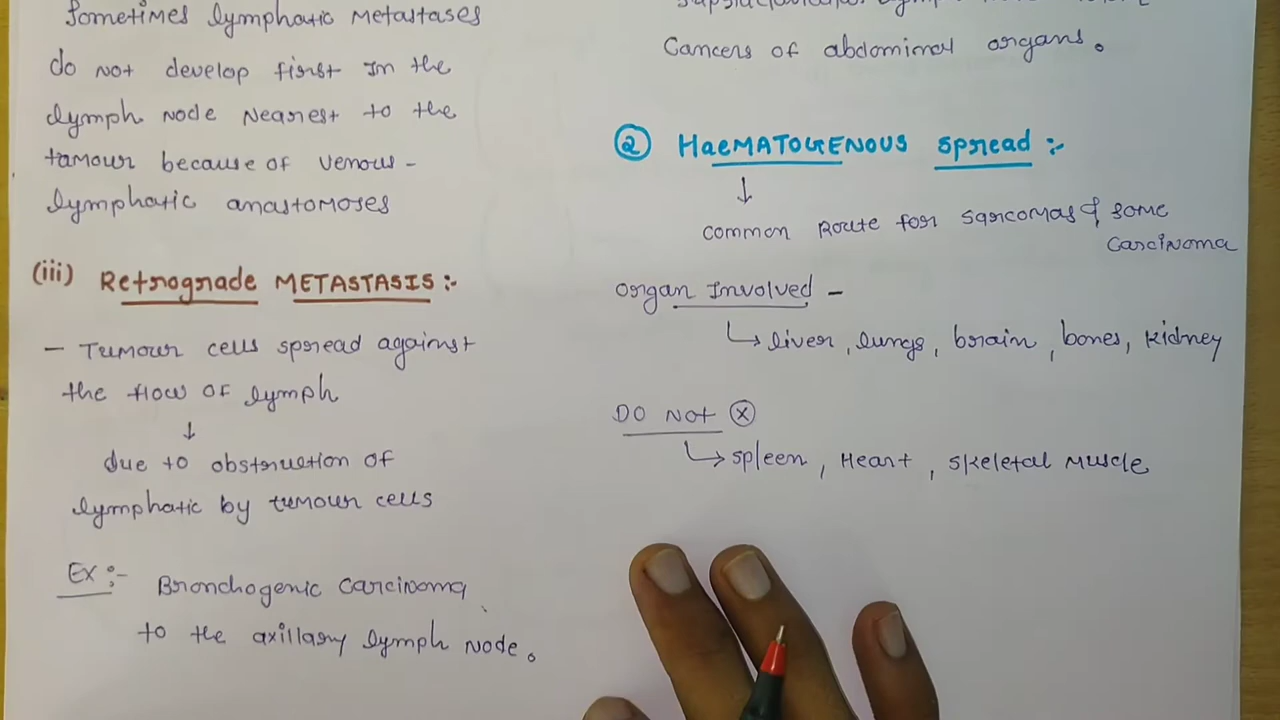 Sometimes lymphatic metastases
do not develop first in the
lymph node nearest to the
tamour because of venous -
lymphatic anastomoses
(iii) Retrograde METASTASIS :-
- Tumour cells spread against
the flow of lymph
↓
due to obstruction of
lymphatic by tumour cells
Ex :- Bronchogenic carcinoma
to the axillary lymph node.
Cancers of abdominal organs.
② HaeMATOGENOUS spread :-
↓
common Route for sarcomas & some
carcinoma
Organ Involved -
↳ liver, lungs, brain, bones, kidney
DO NOT ⓧ
↳ spleen, Heart, skeletal muscle